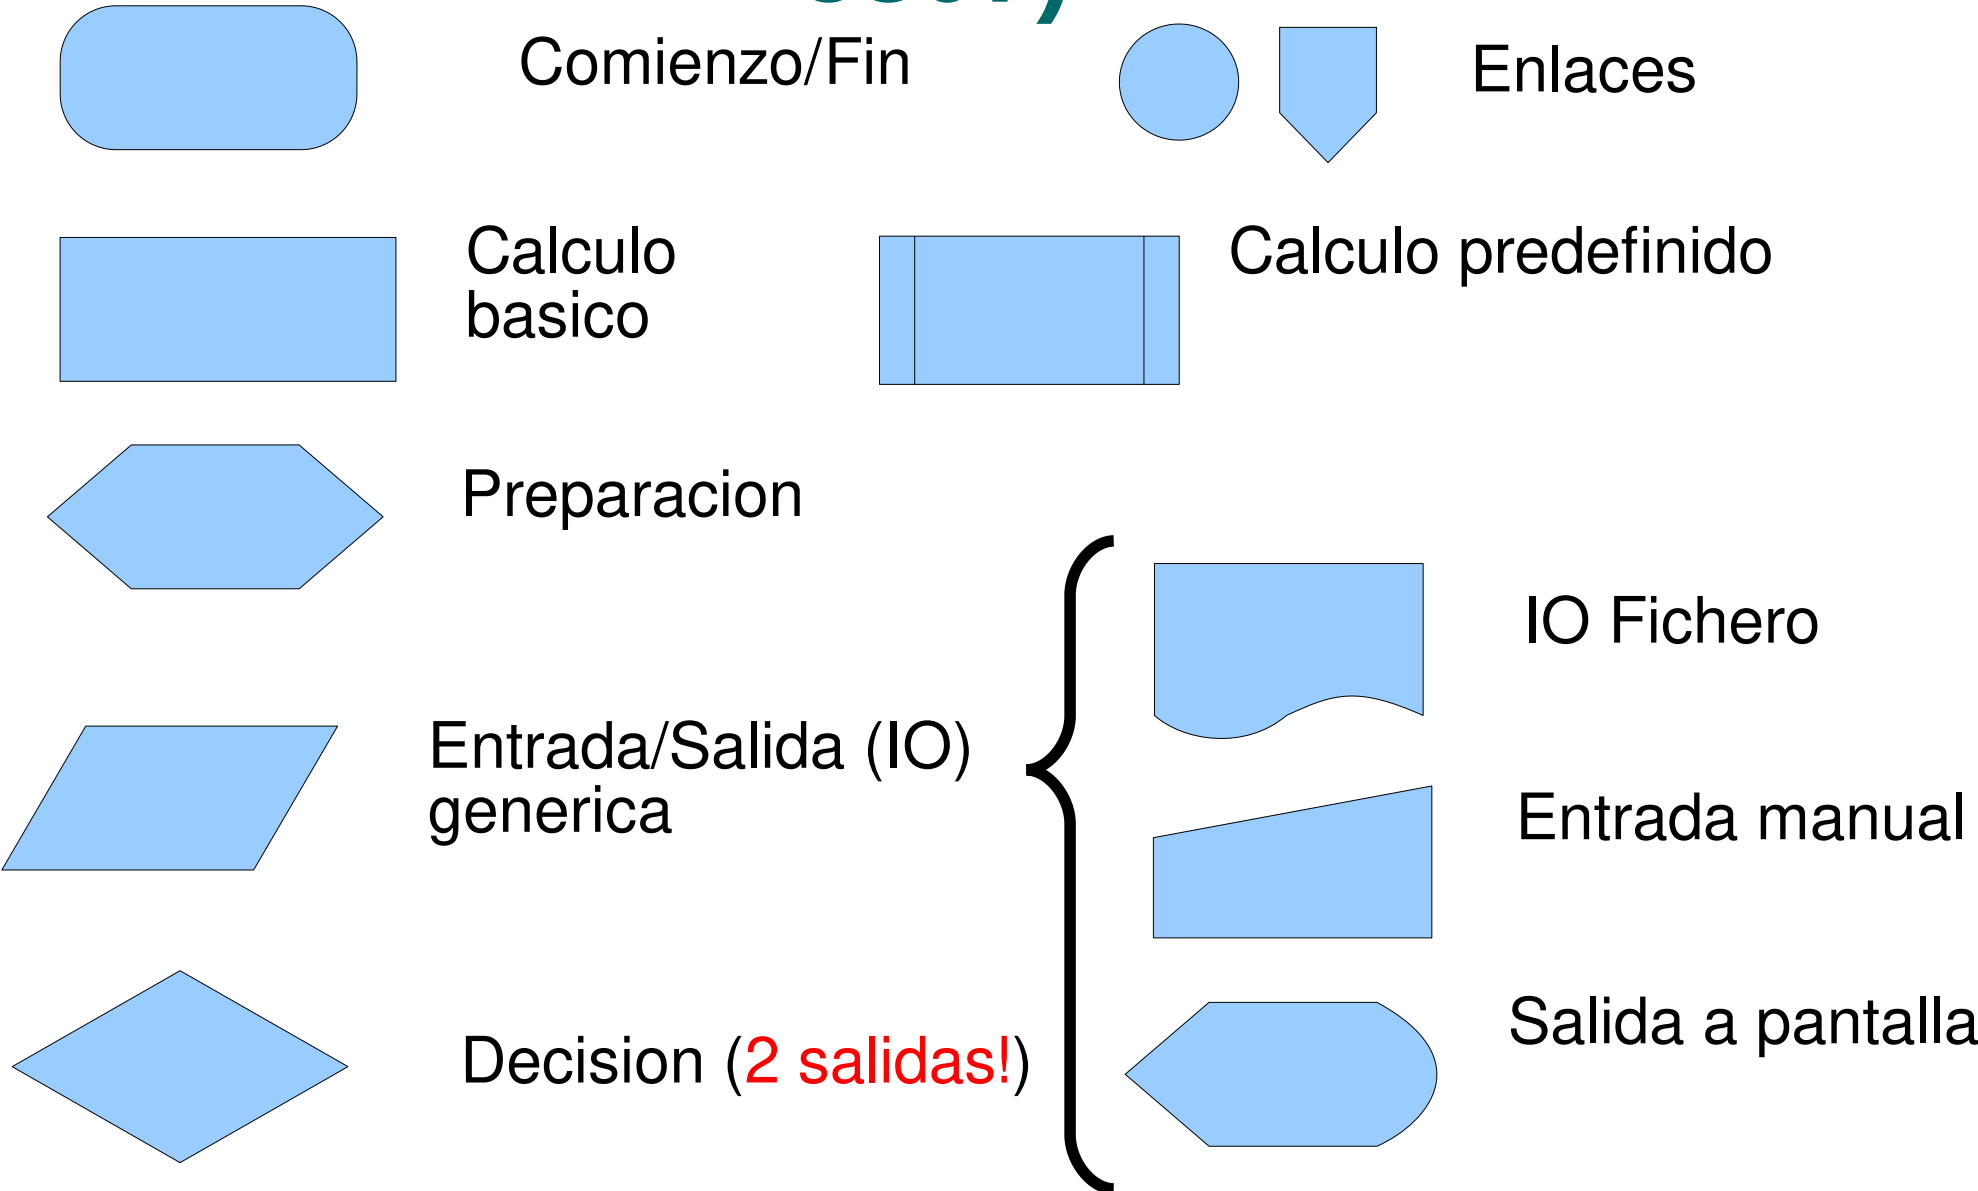 Comienzo/Fin
Enlaces
Calculo
basico
Calculo predefinido
Preparacion
IO Fichero
Entrada/Salida (IO)
generica
Entrada manual
Salida a pantalla
Decision (2 salidas!)